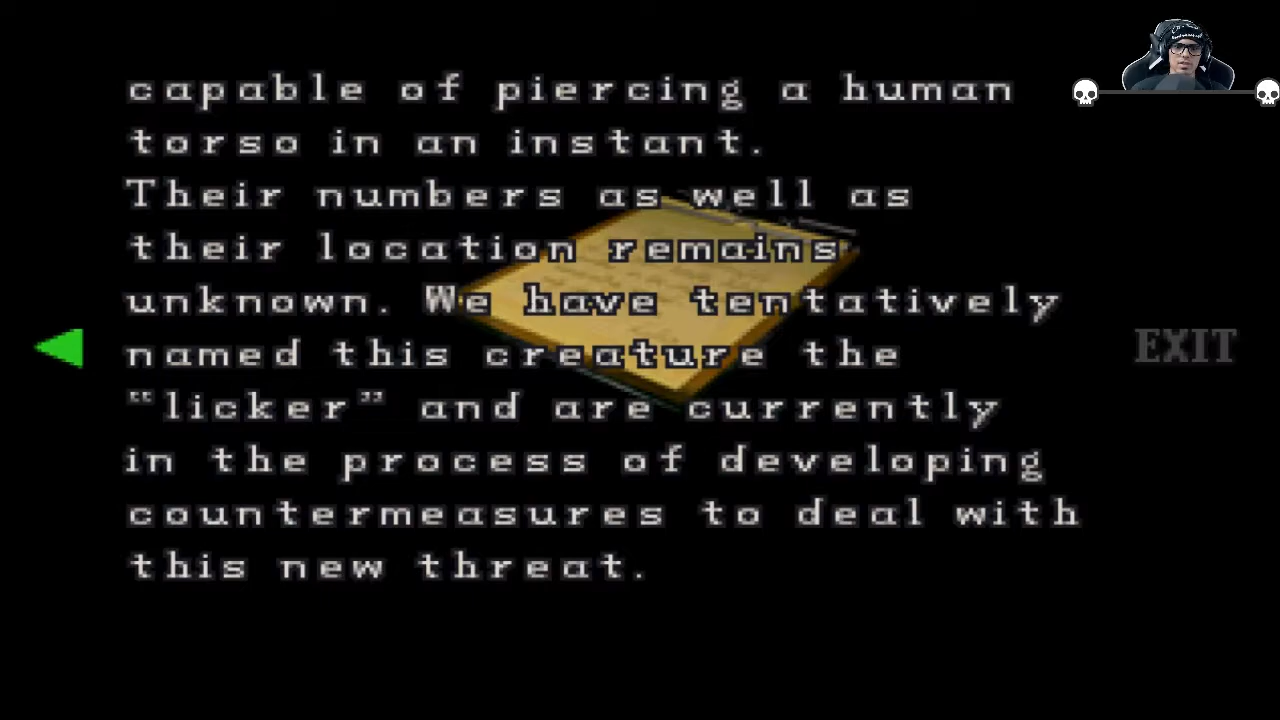 capable of piercing a human
torso in an instant.
Their numbers as well as
their location remains
unknown. We have tentatively
named this creature the
"licker" and are currently
in the process of developing
countermeasures to deal with
this new threat.
EXIT